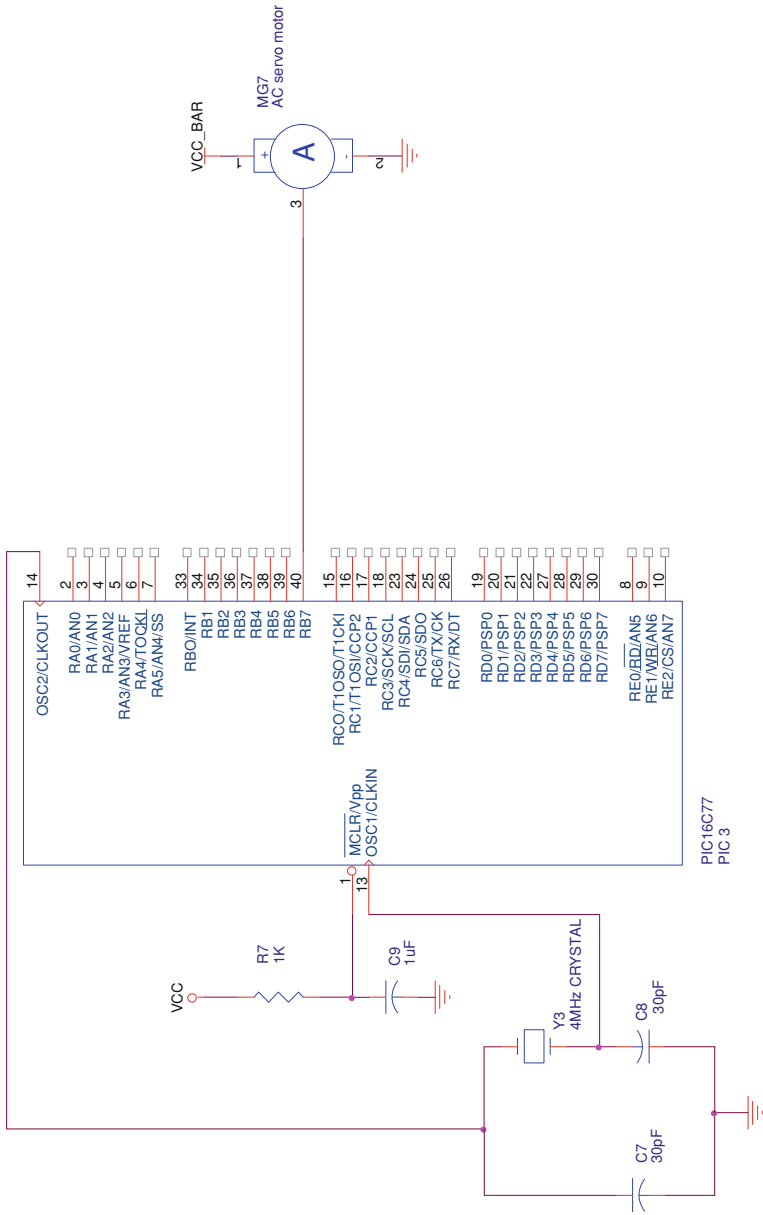 VCC_BAR
MG7
AC servo motor
1
+
A
-
2
3
14
OSC2/CLKOUT
2
RA0/AN0
3
RA1/AN1
4
RA2/AN2
5
RA3/AN3/VREF
6
RA4/TOCKI
7
RA5/AN4/SS
33
RBO/INT
34
RB1
35
RB2
36
RB3
37
RB4
38
RB5
39
RB6
40
RB7
15
RCO/T1OSO/T1CKI
16
RC1/T1OSI/CCP2
17
RC2/CCP1
18
RC3/SCK/SCL
23
RC4/SDI/SDA
24
RC5/SDO
25
RC6/TX/CK
26
RC7/RX/DT
19
RD0/PSP0
20
RD1/PSP1
21
RD2/PSP2
22
RD3/PSP3
27
RD4/PSP4
28
RD5/PSP5
29
RD6/PSP6
30
RD7/PSP7
8
RE0/RD/AN5
9
RE1/WR/AN6
10
RE2/CS/AN7
MCLR/Vpp
OSC1/CLKIN
1
13
PIC16C77
PIC 3
VCC
R7
1K
C9
1uF
Y3
4MHz CRYSTAL
C8
30pF
C7
30pF